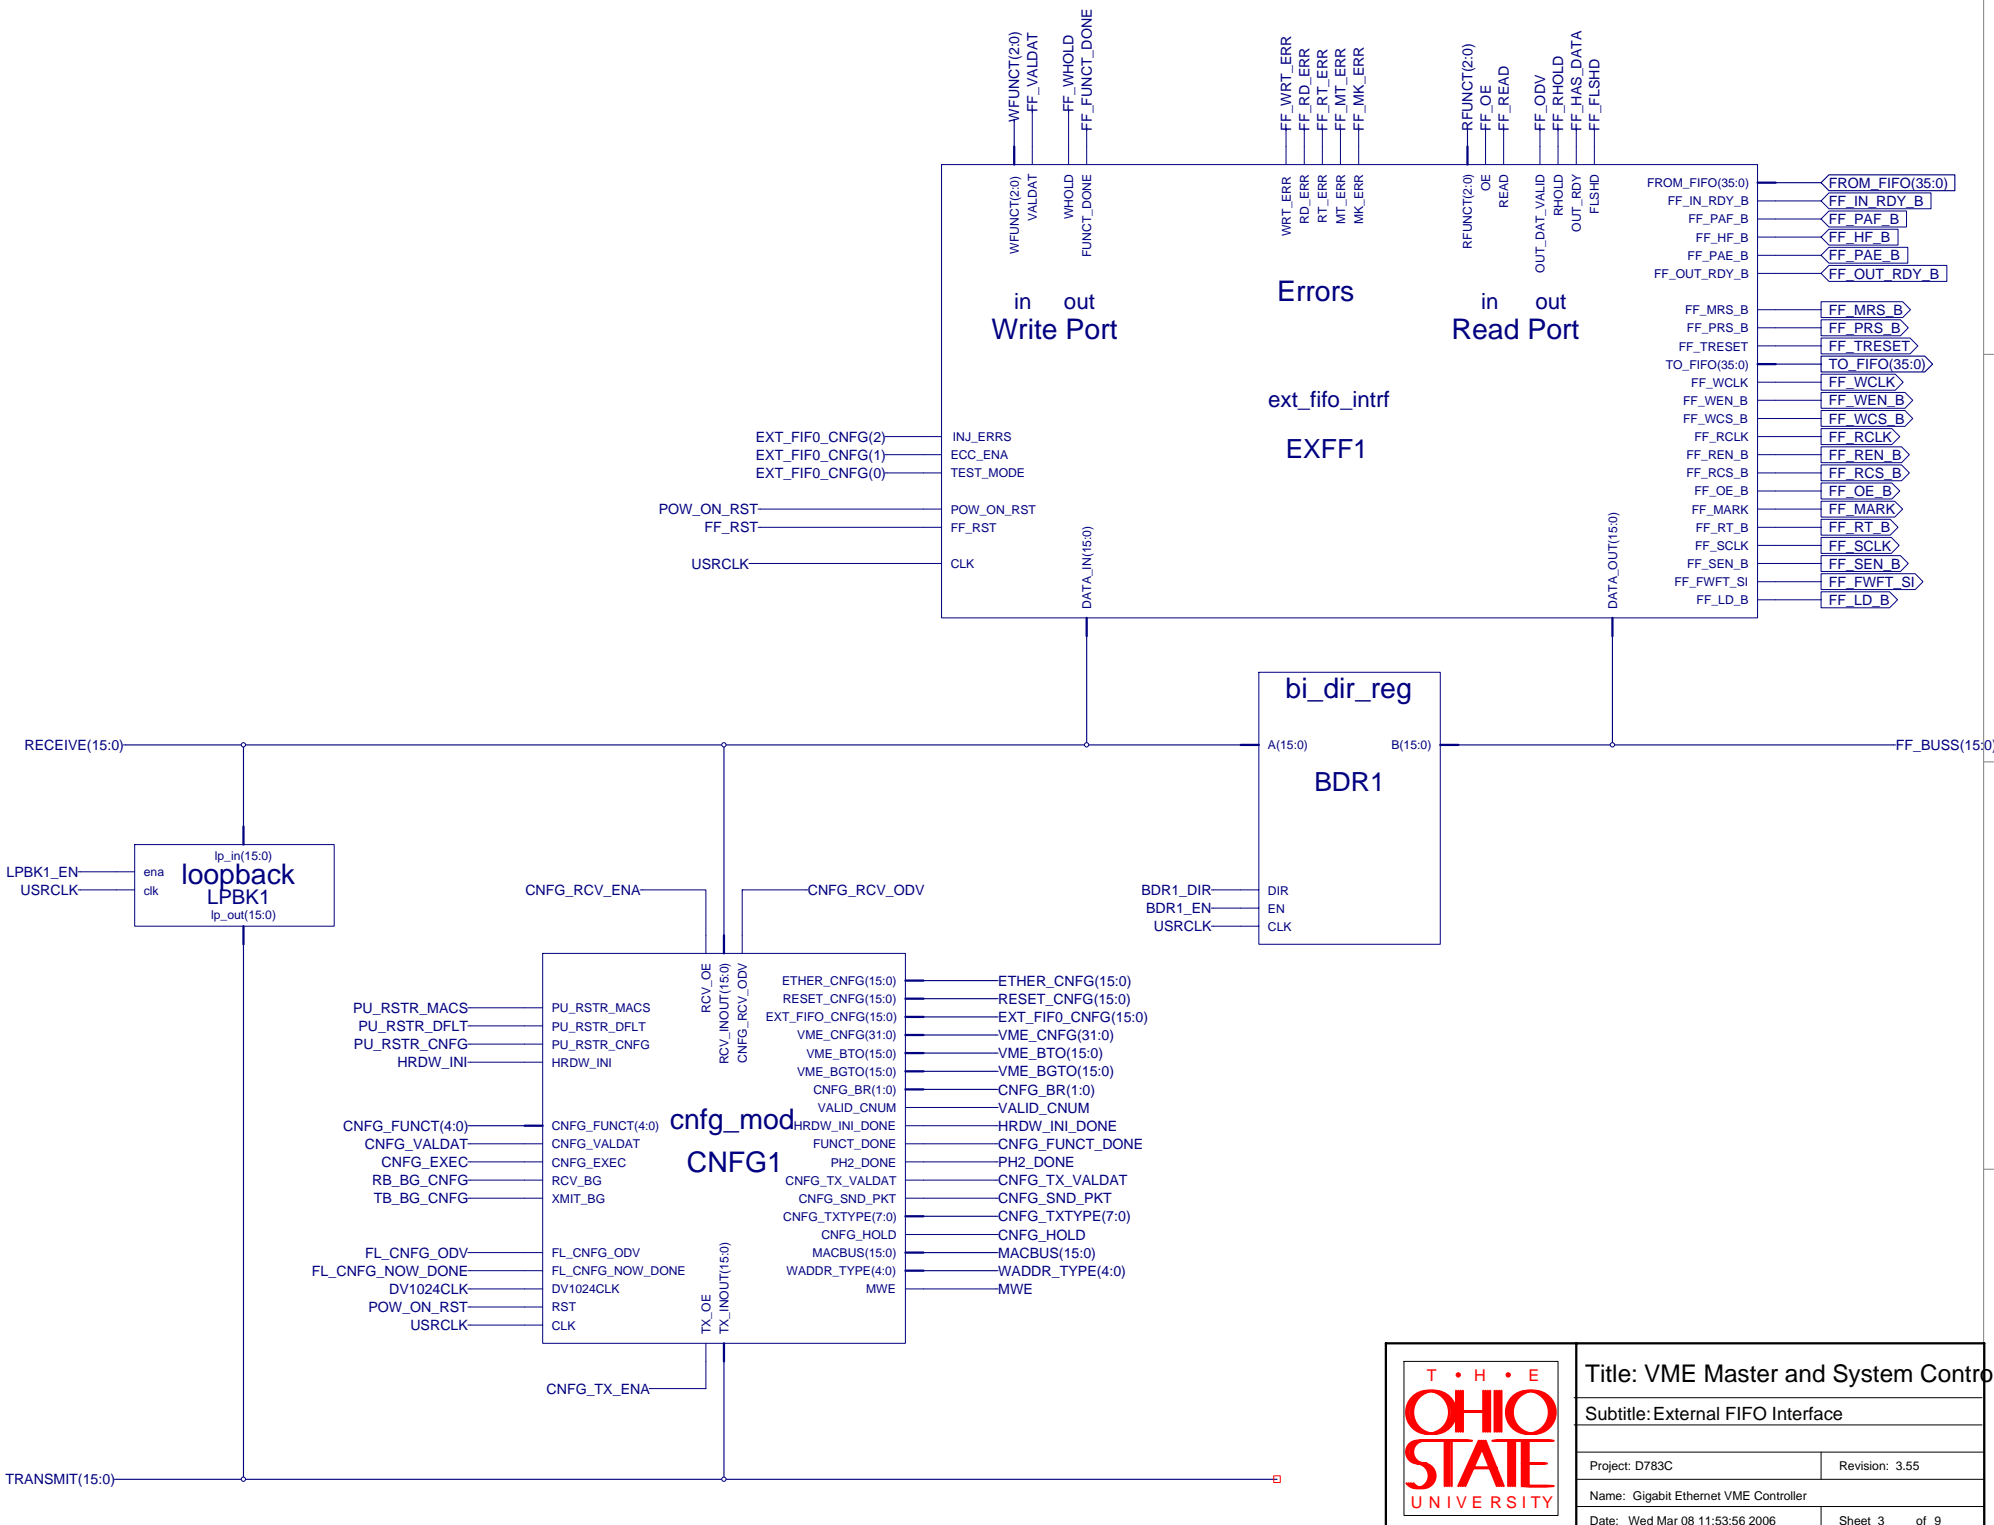 WFUNCT(2:0)
FF_VALDAT
FF_WHOLD
FF_FUNCT_DONE
FF_WRT_ERR
FF_RD_ERR
FF_RT_ERR
FF_MT_ERR
FF_MK_ERR
RFUNCT(2:0)
FF_OE
FF_READ
FF_ODV
FF_RHOLD
FF_HAS_DATA
FF_FLSHD
WFUNCT(2:0)
VALDAT
WHOLD
FUNCT_DONE
WRT_ERR
RD_ERR
RT_ERR
MT_ERR
MK_ERR
RFUNCT(2:0)
OE
READ
OUT_DAT_VALID
RHOLD
OUT_RDY
FLSHD
in out
Write Port
Errors
in out
Read Port
ext_fifo_intrf
EXFF1
FROM_FIFO(35:0) FROM_FIFO(35:0)
FF_IN_RDY_B FF_IN_RDY_B
FF_PAF_B FF_PAF_B
FF_HF_B FF_HF_B
FF_PAE_B FF_PAE_B
FF_OUT_RDY_B FF_OUT_RDY_B
FF_MRS_B FF_MRS_B
FF_PRS_B FF_PRS_B
FF_TRESET FF_TRESET
TO_FIFO(35:0) TO_FIFO(35:0)
FF_WCLK FF_WCLK
FF_WEN_B FF_WEN_B
FF_WCS_B FF_WCS_B
FF_RCLK FF_RCLK
FF_REN_B FF_REN_B
FF_RCS_B FF_RCS_B
FF_OE_B FF_OE_B
FF_MARK FF_MARK
FF_RT_B FF_RT_B
FF_SCLK FF_SCLK
FF_SEN_B FF_SEN_B
FF_FWFT_SI FF_FWFT_SI
FF_LD_B FF_LD_B
EXT_FIF0_CNFG(2) INJ_ERRS
EXT_FIF0_CNFG(1) ECC_ENA
EXT_FIF0_CNFG(0) TEST_MODE
POW_ON_RST POW_ON_RST
FF_RST FF_RST
USRCLK CLK
DATA_IN(15:0)
DATA_OUT(15:0)
bi_dir_reg
A(15:0) B(15:0)
BDR1
BDR1_DIR DIR
BDR1_EN EN
USRCLK CLK
RECEIVE(15:0)
FF_BUSS(15:0)
lp_in(15:0)
LPBK1_EN ena loopback
USRCLK clk LPBK1
lp_out(15:0)
CNFG_RCV_ENA
CNFG_RCV_ODV
RCV_OE
RCV_INOUT(15:0)
CNFG_RCV_ODV
PU_RSTR_MACS PU_RSTR_MACS
PU_RSTR_DFLT PU_RSTR_DFLT
PU_RSTR_CNFG PU_RSTR_CNFG
HRDW_INI HRDW_INI
CNFG_FUNCT(4:0) CNFG_FUNCT(4:0)
CNFG_VALDAT CNFG_VALDAT
CNFG_EXEC CNFG_EXEC
RB_BG_CNFG RCV_BG
TB_BG_CNFG XMIT_BG
FL_CNFG_ODV FL_CNFG_ODV
FL_CNFG_NOW_DONE FL_CNFG_NOW_DONE
DV1024CLK DV1024CLK
POW_ON_RST RST
USRCLK CLK
cnfg_mod
CNFG1
ETHER_CNFG(15:0) ETHER_CNFG(15:0)
RESET_CNFG(15:0) RESET_CNFG(15:0)
EXT_FIFO_CNFG(15:0) EXT_FIF0_CNFG(15:0)
VME_CNFG(31:0) VME_CNFG(31:0)
VME_BTO(15:0) VME_BTO(15:0)
VME_BGTO(15:0) VME_BGTO(15:0)
CNFG_BR(1:0) CNFG_BR(1:0)
VALID_CNUM VALID_CNUM
HRDW_INI_DONE HRDW_INI_DONE
FUNCT_DONE CNFG_FUNCT_DONE
PH2_DONE PH2_DONE
CNFG_TX_VALDAT CNFG_TX_VALDAT
CNFG_SND_PKT CNFG_SND_PKT
CNFG_TXTYPE(7:0) CNFG_TXTYPE(7:0)
CNFG_HOLD CNFG_HOLD
MACBUS(15:0) MACBUS(15:0)
WADDR_TYPE(4:0) WADDR_TYPE(4:0)
MWE MWE
TX_OE
TX_INOUT(15:0)
CNFG_TX_ENA
TRANSMIT(15:0)
T • H • E
OHIO
STATE
UNIVERSITY
Title: VME Master and System Contro
Subtitle: External FIFO Interface
Project: D783C Revision: 3.55
Name: Gigabit Ethernet VME Controller
Date: Wed Mar 08 11:53:56 2006 Sheet 3 of 9